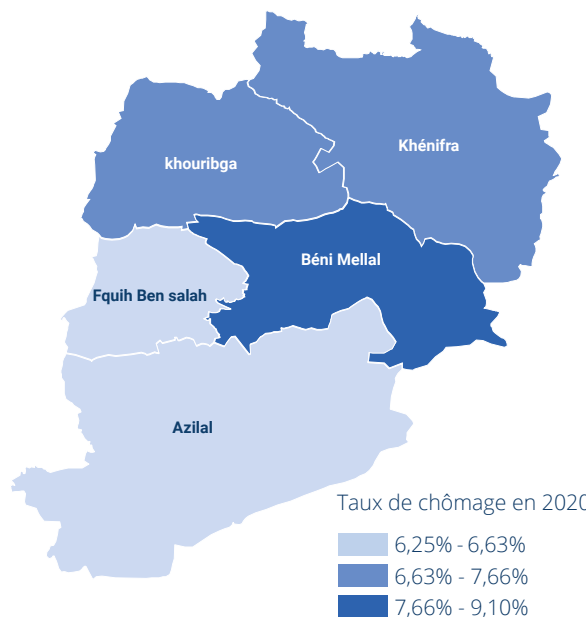 Khénifra
khouribga
Béni Mellal
Fquih Ben salah
Azilal
Taux de chômage en 2020
6,25% - 6,63%
6,63% - 7,66%
7,66% - 9,10%